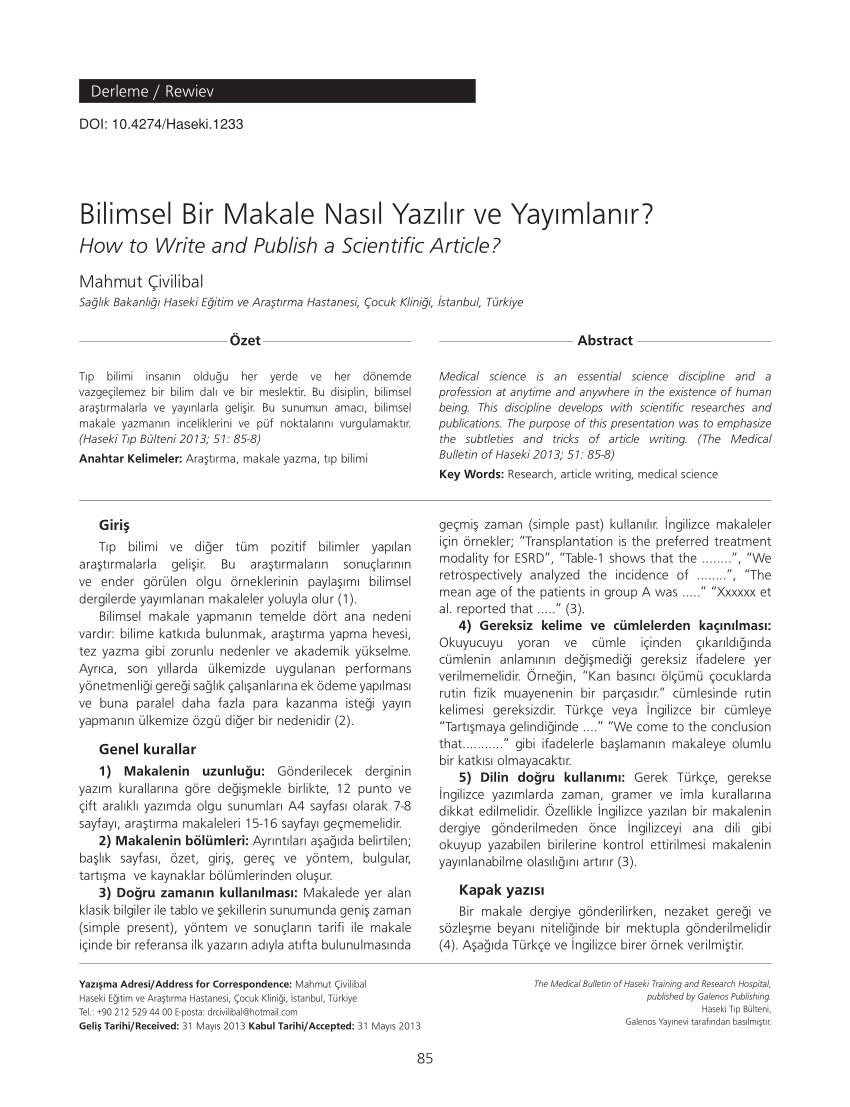 Derleme / Rewiev
DOI: 10.4274/Haseki.1233
Bilimsel Bir Makale Nasıl Yazılır ve Yayımlanır?
How to Write and Publish a Scientific Article?
Mahmut Çivilibal
Sağlık Bakanlığı Haseki Eğitim ve Araştırma Hastanesi, Çocuk Kliniği, İstanbul, Türkiye
Özet
Tıp bilimi insanın olduğu her yerde ve her dönemde
vazgeçilemez bir bilim dalı ve bir meslektir. Bu disiplin, bilimsel
araştırmalarla ve yayınlarla gelişir. Bu sunumun amacı, bilimsel
makale yazmanın inceliklerini ve püf noktalarını vurgulamaktır.
(Haseki Tıp Bülteni 2013; 51: 85-8)
Anahtar Kelimeler: Araştırma, makale yazma, tıp bilimi
Abstract
Medical science is an essential science discipline and a
profession at anytime and anywhere in the existence of human
being. This discipline develops with scientific researches and
publications. The purpose of this presentation was to emphasize
the subtleties and tricks of article writing. (The Medical
Bulletin of Haseki 2013; 51: 85-8)
Key Words: Research, article writing, medical science
Giriş
Tıp bilimi ve diğer tüm pozitif bilimler yapılan
araştırmalarla gelişir. Bu araştırmaların sonuçlarının
ve ender görülen olgu örneklerinin paylaşımı bilimsel
dergilerde yayımlanan makaleler yoluyla olur (1).
Bilimsel makale yapmanın temelde dört ana nedeni
vardır: bilime katkıda bulunmak, araştırma yapma hevesi,
tez yazma gibi zorunlu nedenler ve akademik yükselme.
Ayrıca, son yıllarda ülkemizde uygulanan performans
yönetmenliği gereği sağlık çalışanlarına ek ödeme yapılması
ve buna paralel daha fazla para kazanma isteği yayın
yapmanın ülkemize özgü diğer bir nedenidir (2).
Genel kurallar
1) Makalenin uzunluğu: Gönderilecek derginin
yazım kurallarına göre değişmekle birlikte, 12 punto ve
çift aralıklı yazımda olgu sunumları A4 sayfası olarak 7-8
sayfayı, araştırma makaleleri 15-16 sayfayı geçmemelidir.
2) Makalenin bölümleri: Ayrıntıları aşağıda belirtilen;
başlık sayfası, özet, giriş, gereç ve yöntem, bulgular,
tartışma ve kaynaklar bölümlerinden oluşur.
3) Doğru zamanın kullanılması: Makalede yer alan
klasik bilgiler ile tablo ve şekillerin sunumunda geniş zaman
(simple present), yöntem ve sonuçların tarifi ile makale
içinde bir referansa ilk yazarın adıyla atıfta bulunulmasında
geçmiş zaman (simple past) kullanılır. İngilizce makaleler
için örnekler; “Transplantation is the preferred treatment
modality for ESRD”, “Table-1 shows that the ........”, “We
retrospectively analyzed the incidence of ........”, “The
mean age of the patients in group A was .....” “Xxxxxx et
al. reported that .....” (3).
4) Gereksiz kelime ve cümlelerden kaçınılması:
Okuyucuyu yoran ve cümle içinden çıkarıldığında
cümlenin anlamının değişmediği gereksiz ifadelere yer
verilmemelidir. Örneğin, “Kan basıncı ölçümü çocuklarda
rutin fizik muayenenin bir parçasıdır.” cümlesinde rutin
kelimesi gereksizdir. Türkçe veya İngilizce bir cümleye
“Tartışmaya gelindiğinde ....” “We come to the conclusion
that...........” gibi ifadelerle başlamanın makaleye olumlu
bir katkısı olmayacaktır.
5) Dilin doğru kullanımı: Gerek Türkçe, gerekse
İngilizce yazımlarda zaman, gramer ve imla kurallarına
dikkat edilmelidir. Özellikle İngilizce yazılan bir makalenin
dergiye gönderilmeden önce İngilizceyi ana dili gibi
okuyup yazabilen birilerine kontrol ettirilmesi makalenin
yayınlanabilme olasılığını artırır (3).
Kapak yazısı
Bir makale dergiye gönderilirken, nezaket gereği ve
sözleşme beyanı niteliğinde bir mektupla gönderilmelidir
(4). Aşağıda Türkçe ve İngilizce birer örnek verilmiştir.
Yazışma Adresi/Address for Correspondence: Mahmut Çivilibal
Haseki Eğitim ve Araştırma Hastanesi, Çocuk Kliniği, İstanbul, Türkiye
Tel.: +90 212 529 44 00 E-posta: drcivilibal@hotmail.com
Geliş Tarihi/Received: 31 Mayıs 2013 Kabul Tarihi/Accepted: 31 Mayıs 2013
The Medical Bulletin of Haseki Training and Research Hospital,
published by Galenos Publishing.
Haseki Tıp Bülteni,
Galenos Yayınevi tarafından basılmıştır.
85